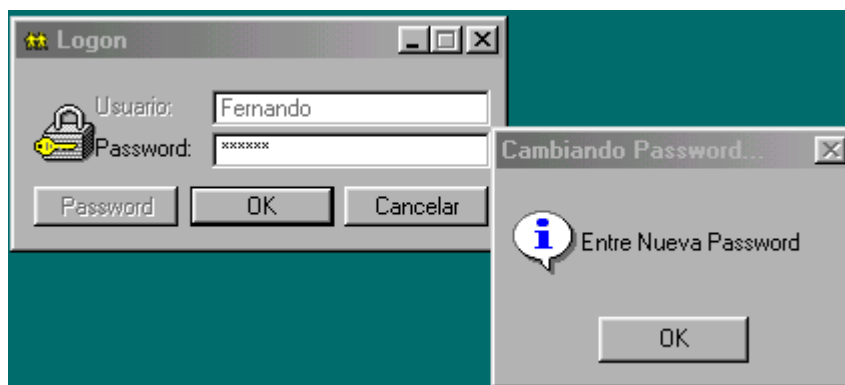 Logon
Usuario: Fernando
Password: ******
Password OK Cancelar
Cambiando Password...
Entre Nueva Password
OK